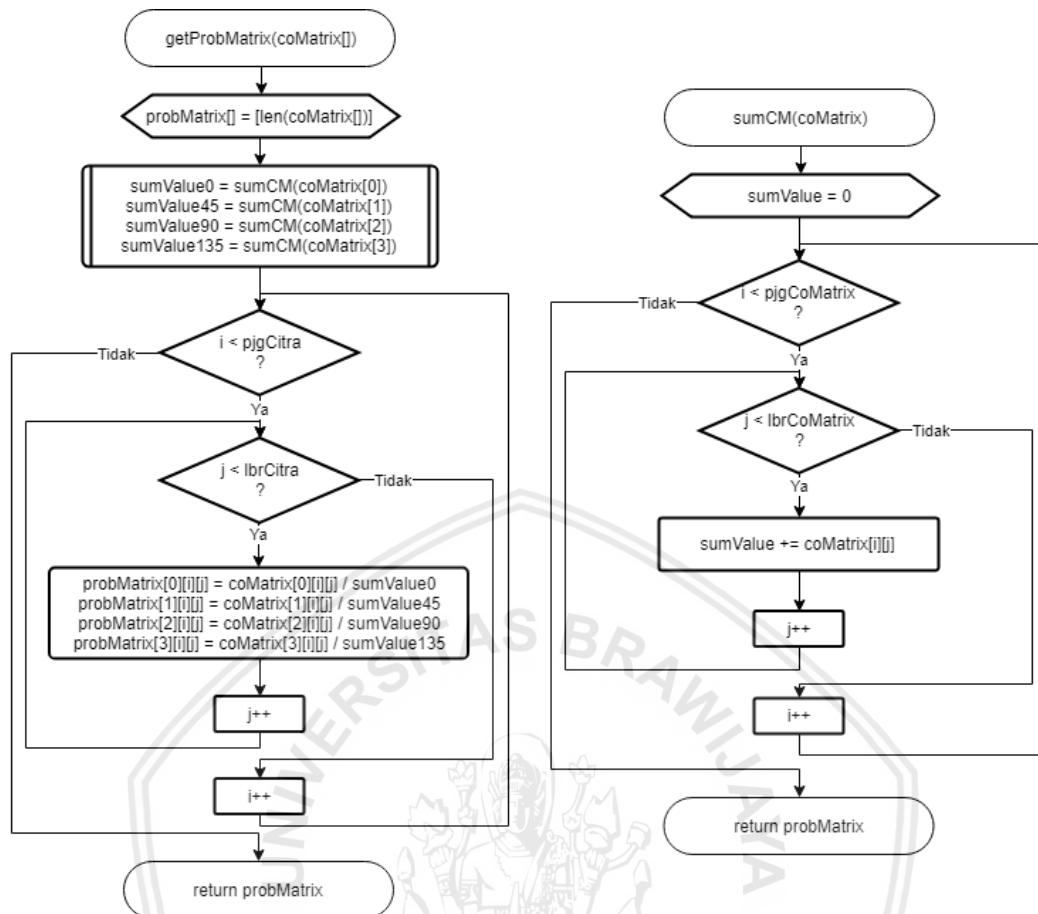 getProbMatrix(coMatrix[])
probMatrix[] = [len(coMatrix[])]
sumValue0 = sumCM(coMatrix[0])
sumValue45 = sumCM(coMatrix[1])
sumValue90 = sumCM(coMatrix[2])
sumValue135 = sumCM(coMatrix[3])
i < pjgCitra
?
Tidak
Ya
j < lbrCitra
?
Tidak
Ya
probMatrix[0][i][j] = coMatrix[0][i][j] / sumValue0
probMatrix[1][i][j] = coMatrix[1][i][j] / sumValue45
probMatrix[2][i][j] = coMatrix[2][i][j] / sumValue90
probMatrix[3][i][j] = coMatrix[3][i][j] / sumValue135
j++
i++
return probMatrix
sumCM(coMatrix)
sumValue = 0
i < pjgCoMatrix
?
Tidak
Ya
j < lbrCoMatrix
?
Tidak
Ya
sumValue += coMatrix[i][j]
j++
i++
return probMatrix
UNIVERSITAS BRAWIJAYA